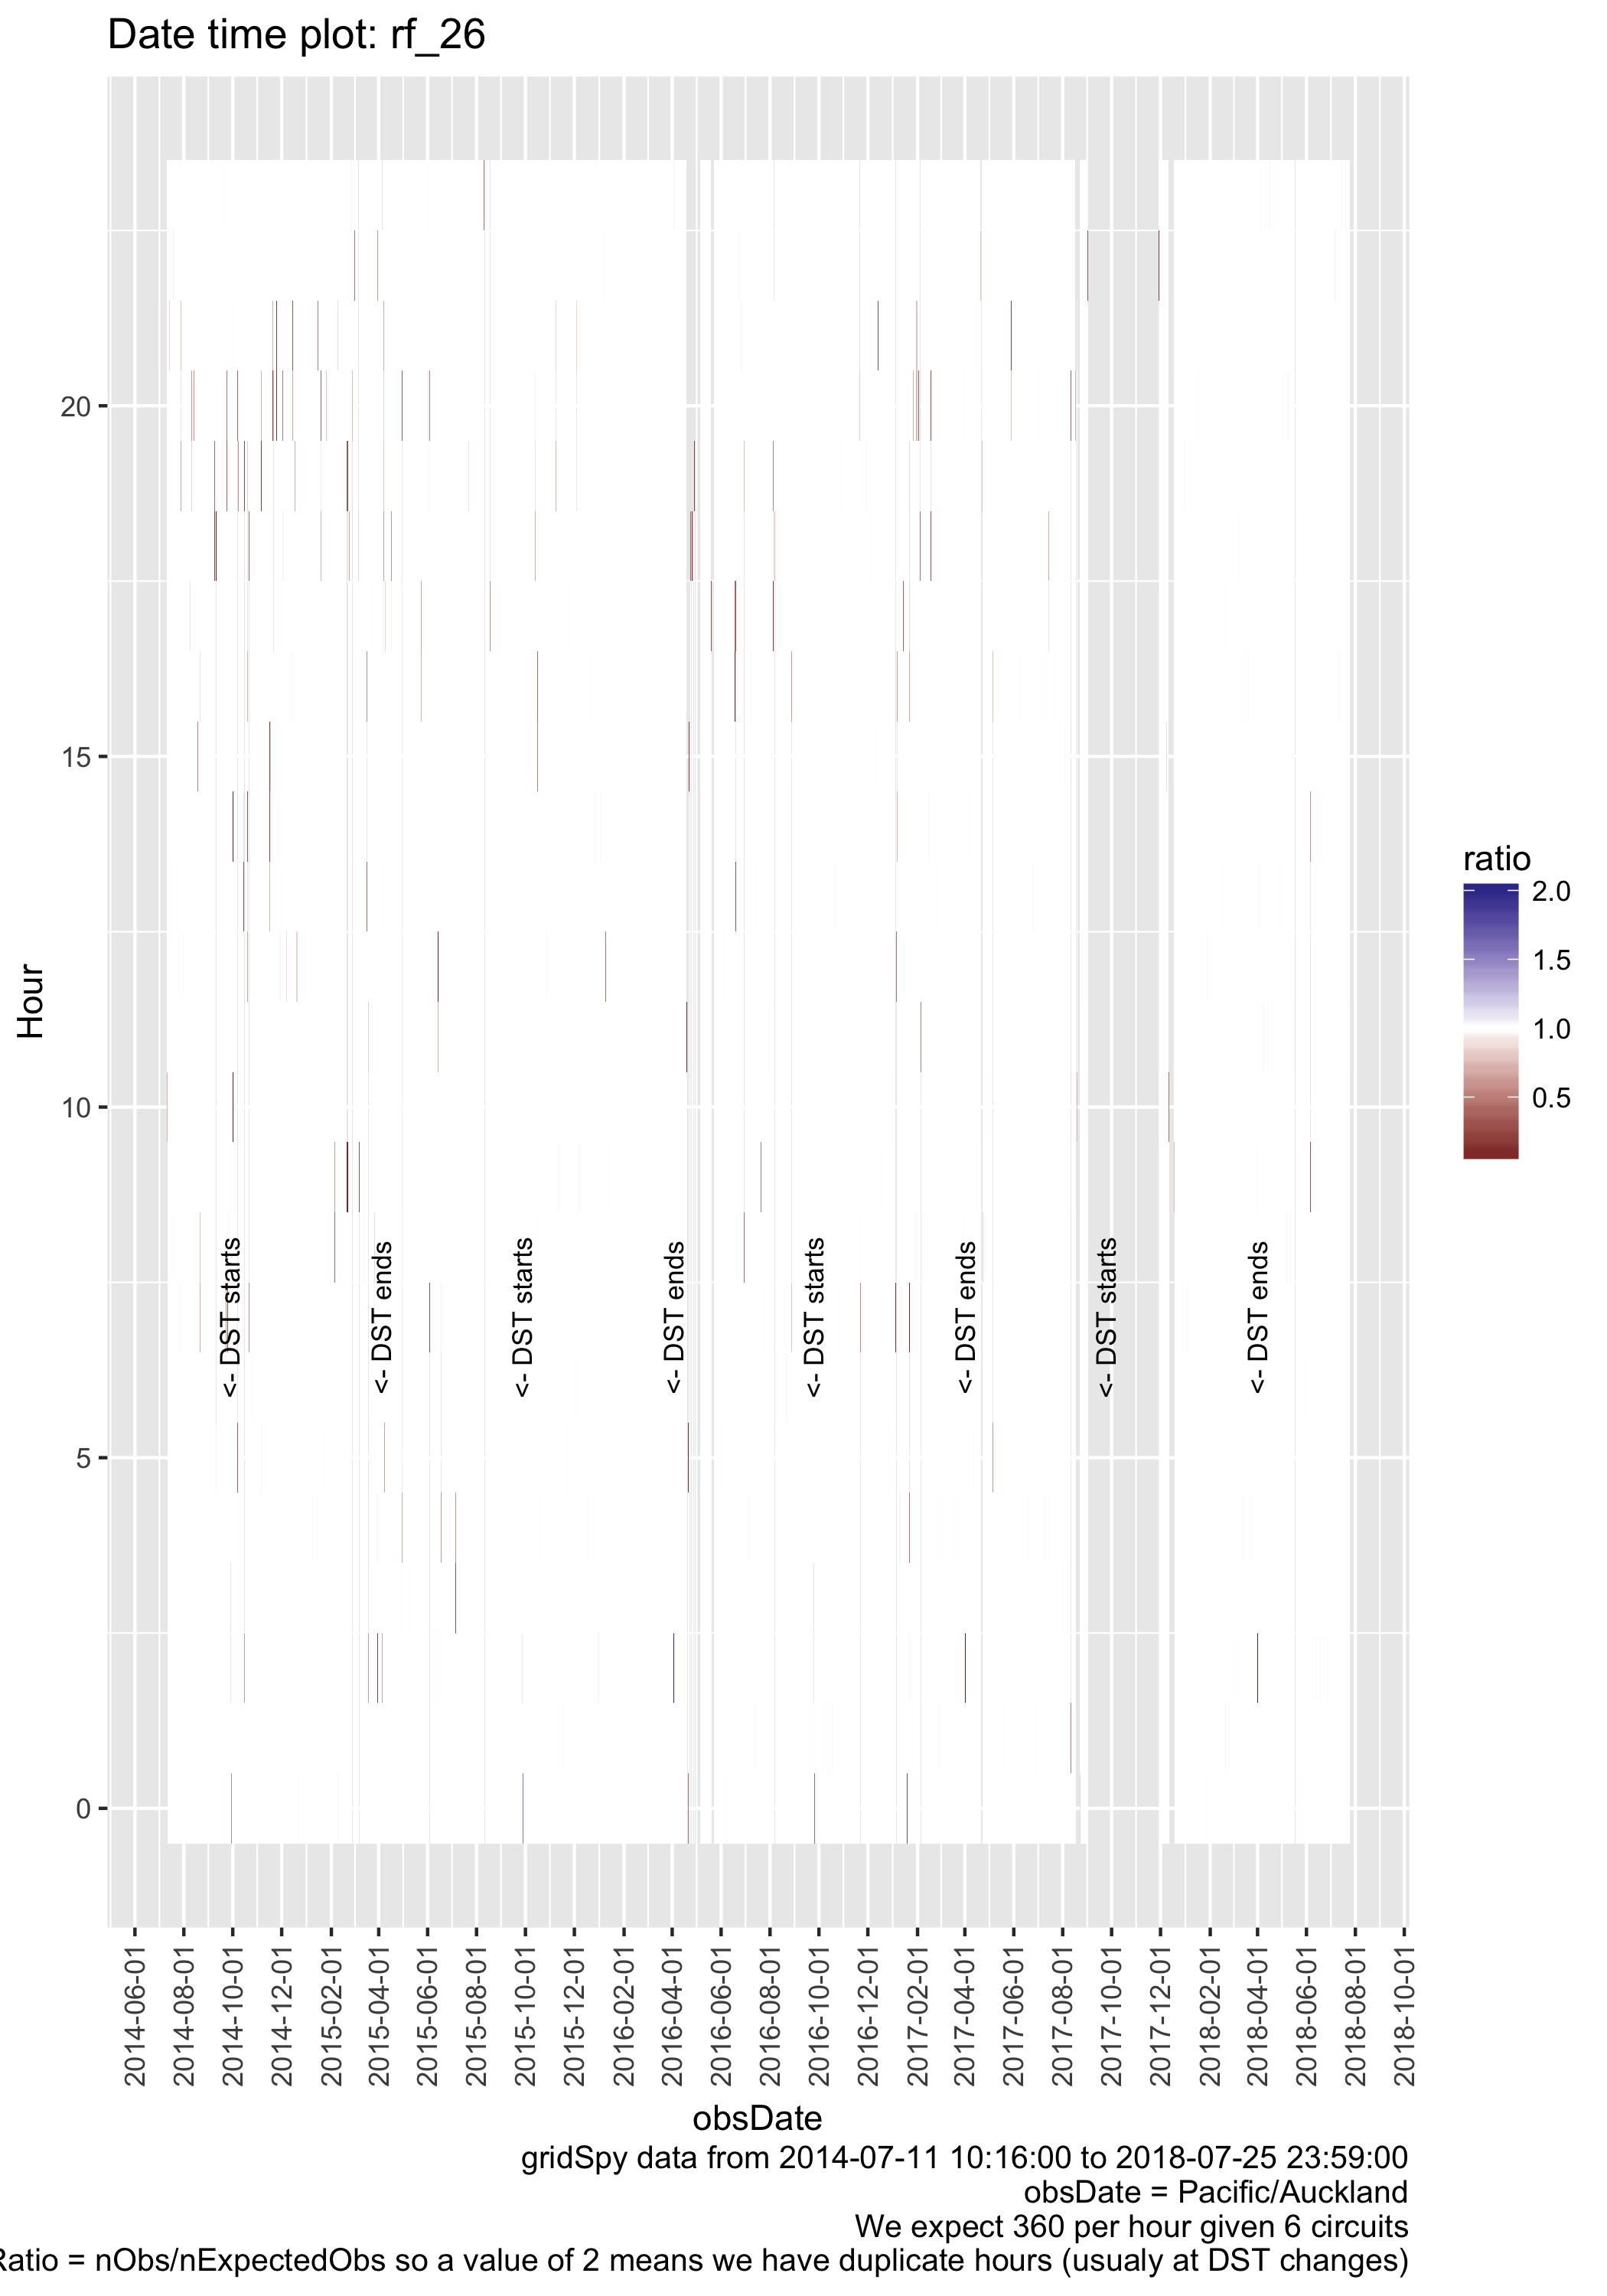 Date time plot: rf_26
Hour
20
15
10
5
0
<- DST starts
<- DST ends
<- DST starts
<- DST ends
<- DST starts
<- DST ends
<- DST starts
<- DST ends
ratio
2.0
1.5
1.0
0.5
2014-06-01
2014-08-01
2014-10-01
2014-12-01
2015-02-01
2015-04-01
2015-06-01
2015-08-01
2015-10-01
2015-12-01
2016-02-01
2016-04-01
2016-06-01
2016-08-01
2016-10-01
2016-12-01
2017-02-01
2017-04-01
2017-06-01
2017-08-01
2017-10-01
2017-12-01
2018-02-01
2018-04-01
2018-06-01
2018-08-01
2018-10-01
obsDate
gridSpy data from 2014-07-11 10:16:00 to 2018-07-25 23:59:00
obsDate = Pacific/Auckland
We expect 360 per hour given 6 circuits
Ratio = nObs/nExpectedObs so a value of 2 means we have duplicate hours (usualy at DST changes)